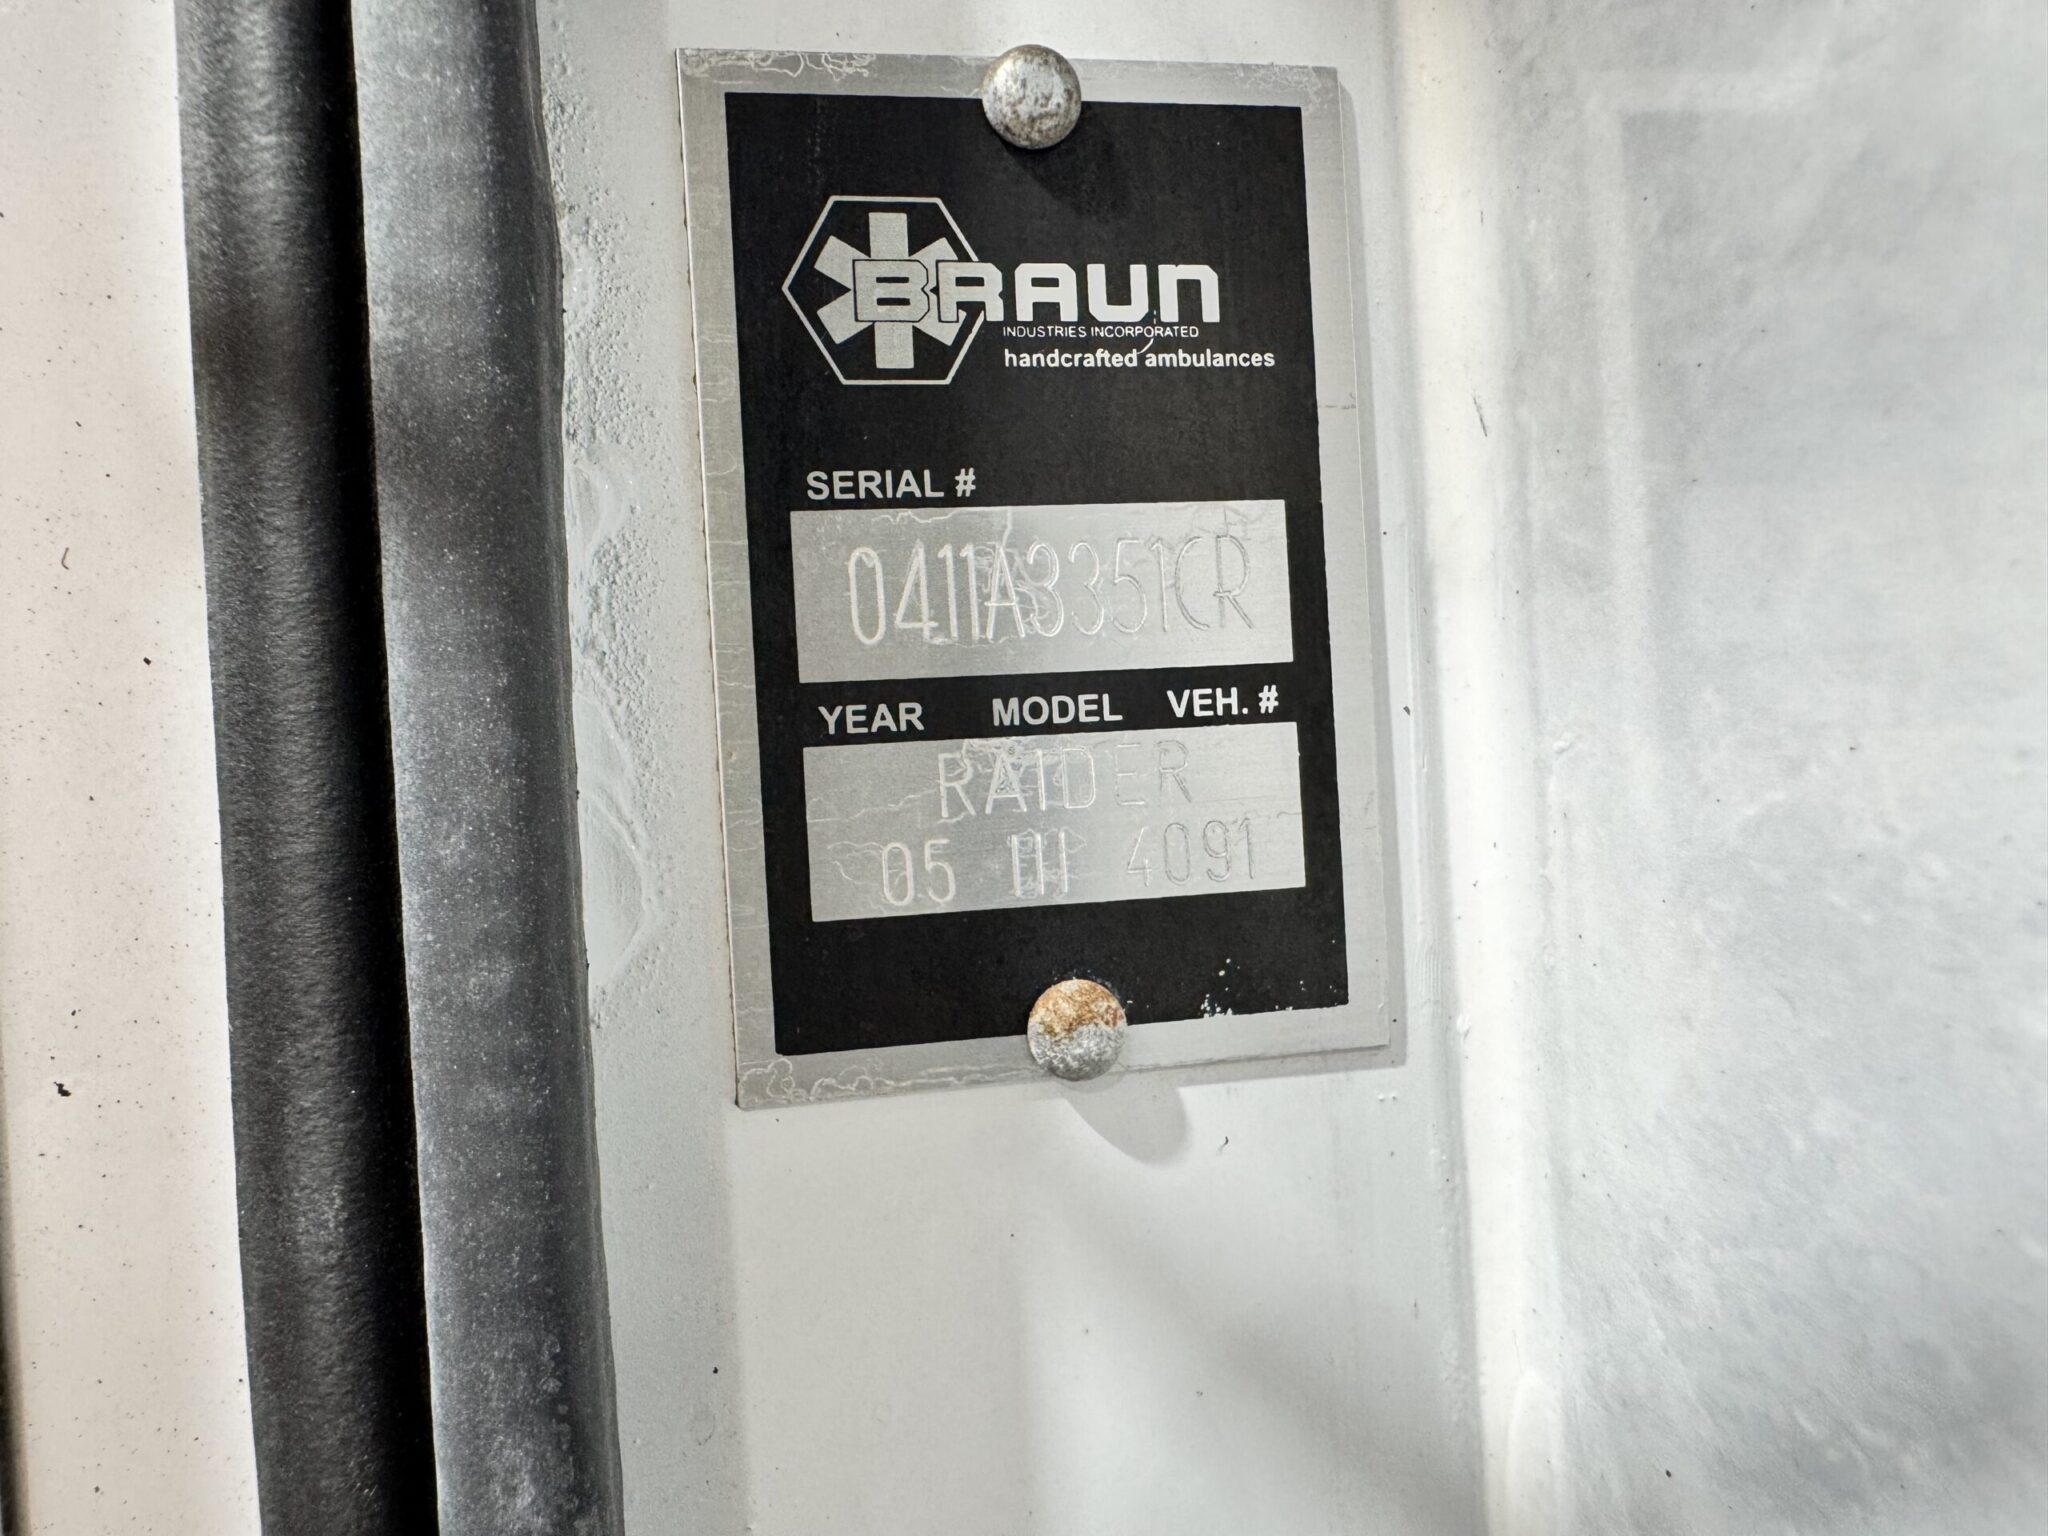 BRAUN
INDUSTRIES INCORPORATED
handcrafted ambulances
SERIAL #
0411A3351CR
YEAR MODEL VEH. #
RAIDER
05 III 4091